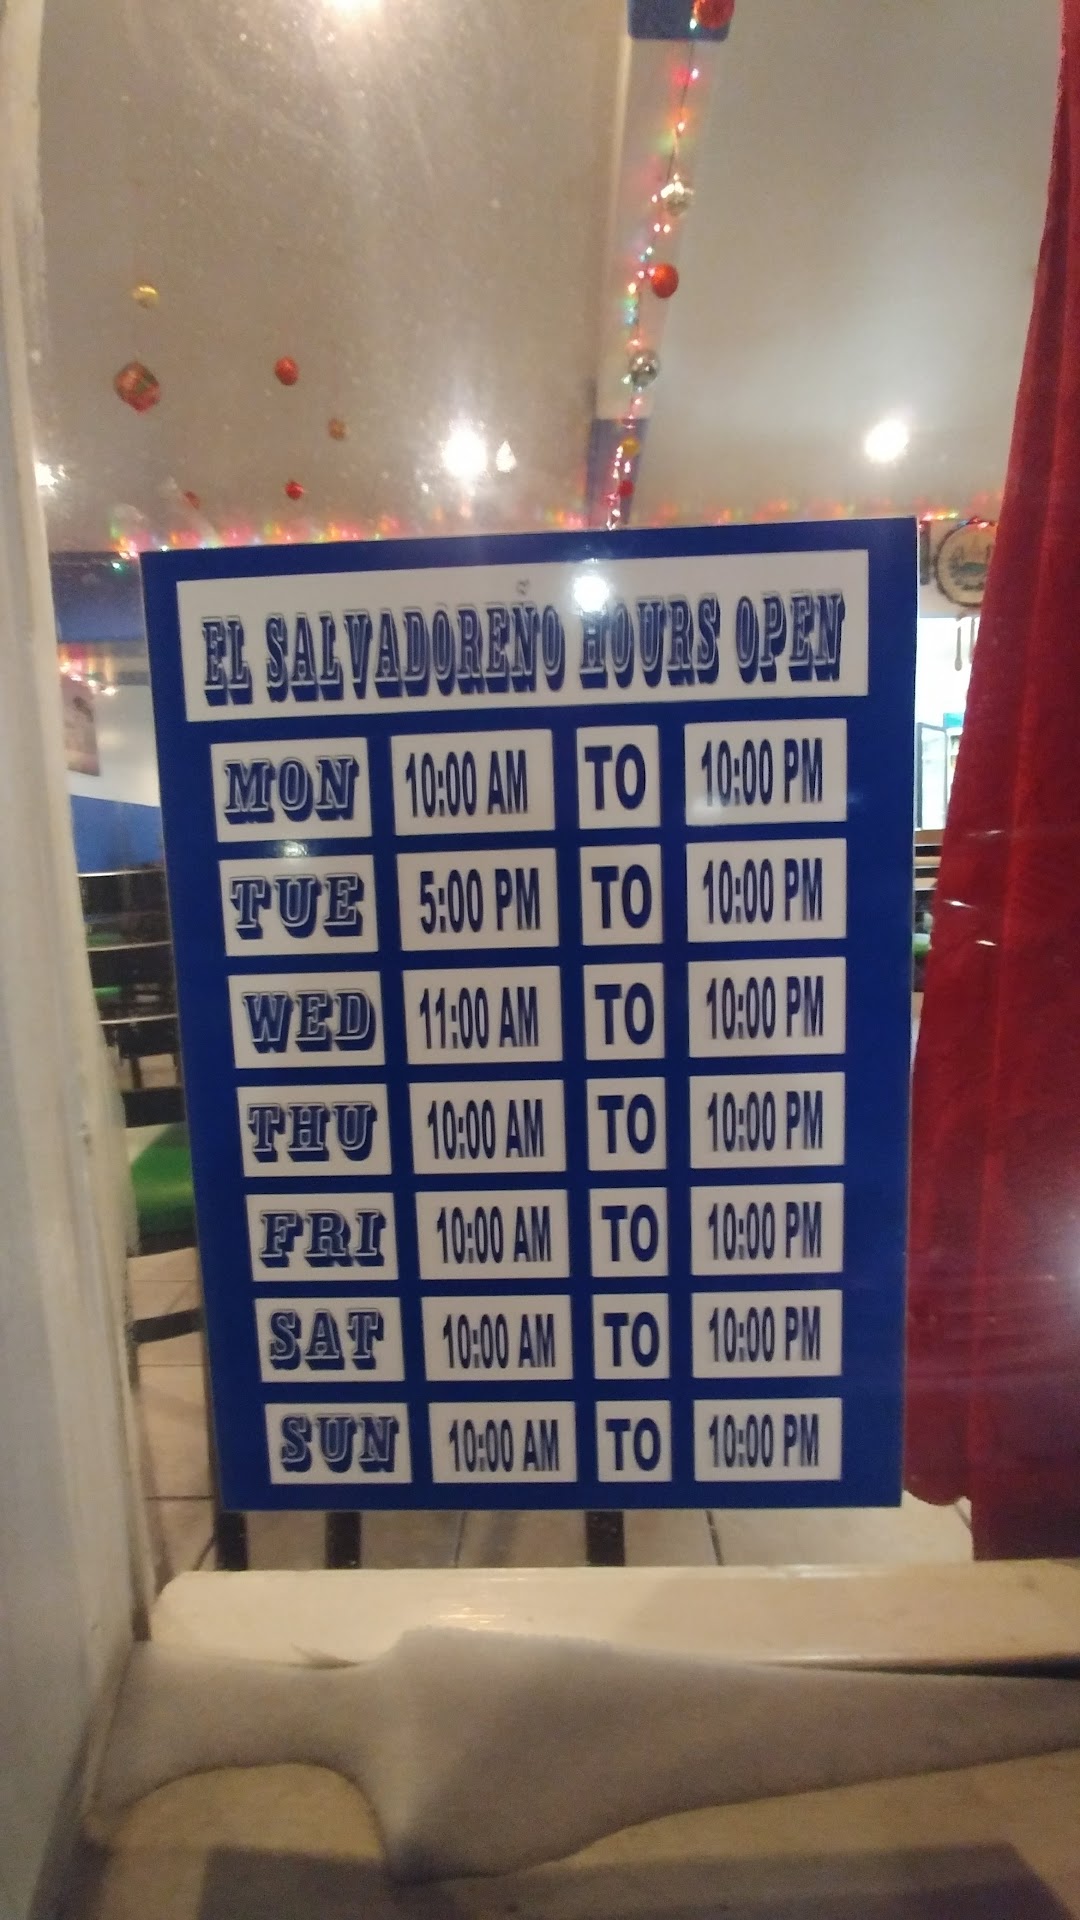 EL SALVADOREÑO HOURS OPEN
MON 10:00 AM TO 10:00 PM
TUE 5:00 PM TO 10:00 PM
WED 11:00 AM TO 10:00 PM
THU 10:00 AM TO 10:00 PM
FRI 10:00 AM TO 10:00 PM
SAT 10:00 AM TO 10:00 PM
SUN 10:00 AM TO 10:00 PM